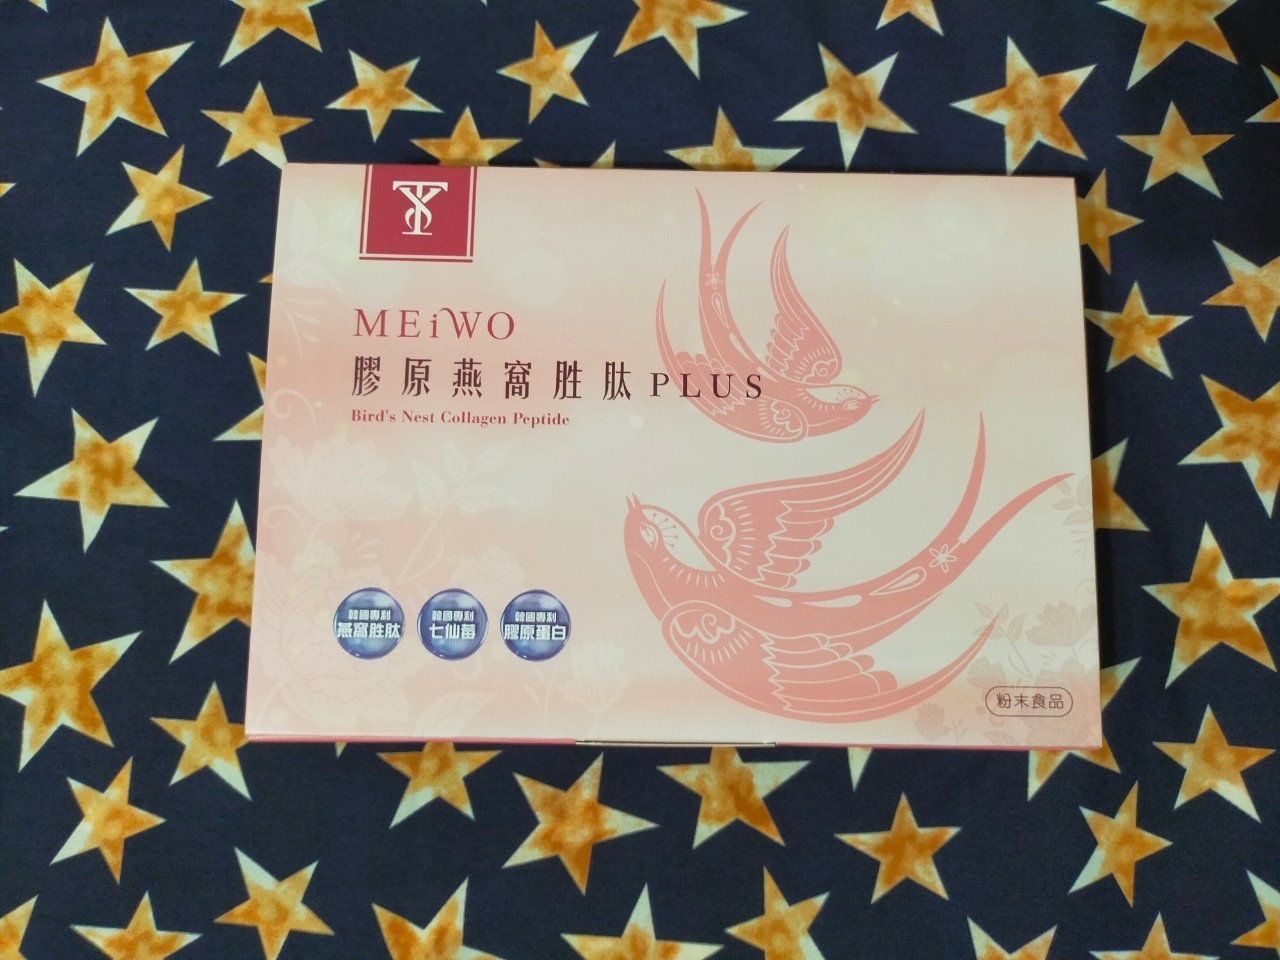 MEiWO
膠原燕窩胜肽PLUS
Bird's Nest Collagen Peptide
韓國專利
燕窩胜肽
韓國專利
七仙莓
韓國專利
膠原蛋白
粉末食品